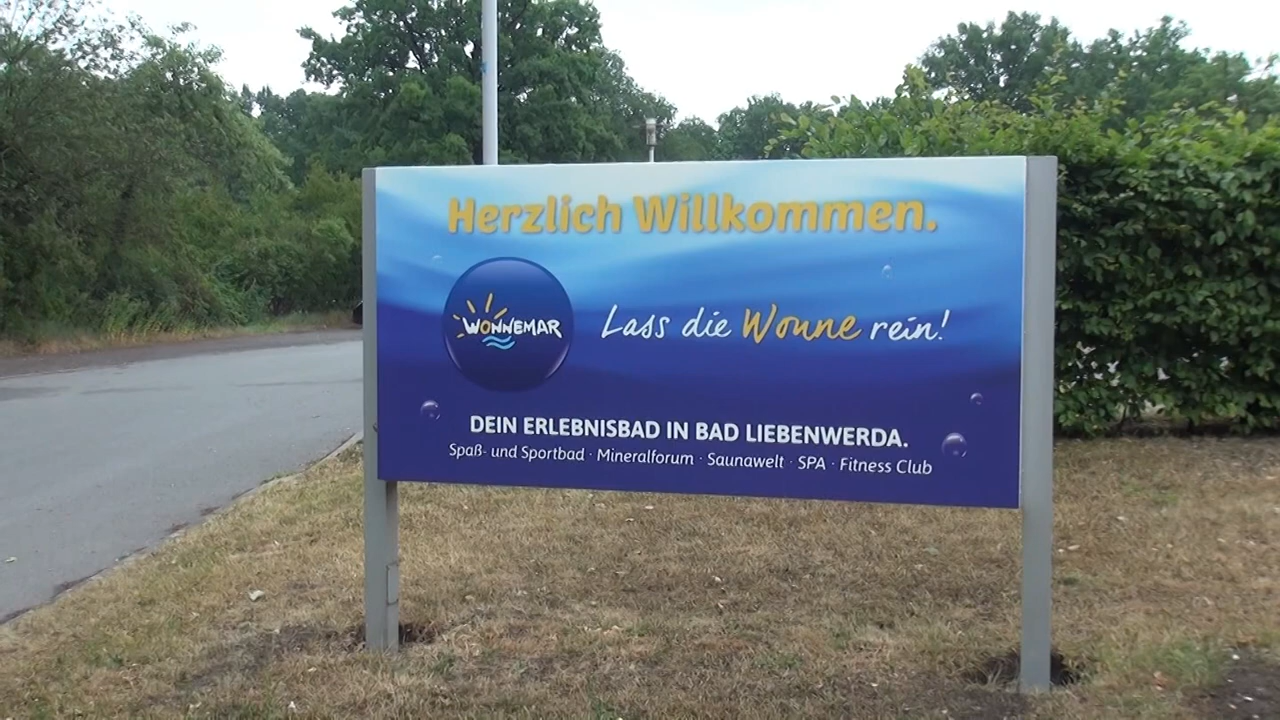 Herzlich Willkommen.
WONNEMAR
Lass die Wonne rein!
DEIN ERLEBNISBAD IN BAD LIEBENWERDA.
Spaß- und Sportbad · Mineralforum · Saunawelt · SPA · Fitness Club